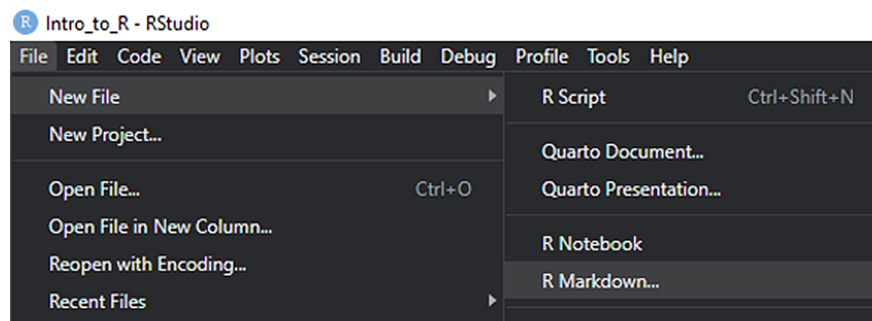 R Intro_to_R - RStudio
File Edit Code View Plots Session Build Debug Profile Tools Help
New File
New Project...
Open File... Ctrl+O
Open File in New Column...
Reopen with Encoding...
Recent Files
R Script Ctrl+Shift+N
Quarto Document...
Quarto Presentation...
R Notebook
R Markdown...